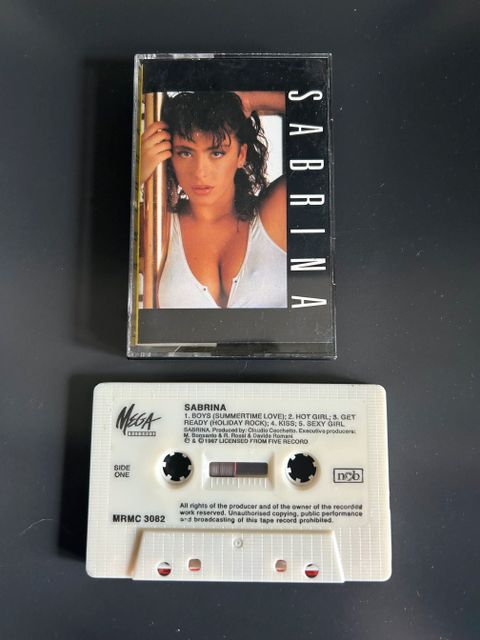 SABRINA
MEGA
RECORDS
SABRINA
1. BOYS (SUMMERTIME LOVE); 2. HOT GIRL; 3. GET
READY (HOLIDAY ROCK); 4. KISS; 5. SEXY GIRL
SABRINA. Produced by: Claudio Cecchetto. Executive producers:
M. Bonsanto & R. Rossi & Davide Romani
℗ & © 1987 LICENSED FROM FIVE RECORD
SIDE
ONE
ncb
MRMC 3082
All rights of the producer and of the owner of the recorded
work reserved. Unauthorised copying, public performance
and broadcasting of this tape record prohibited.